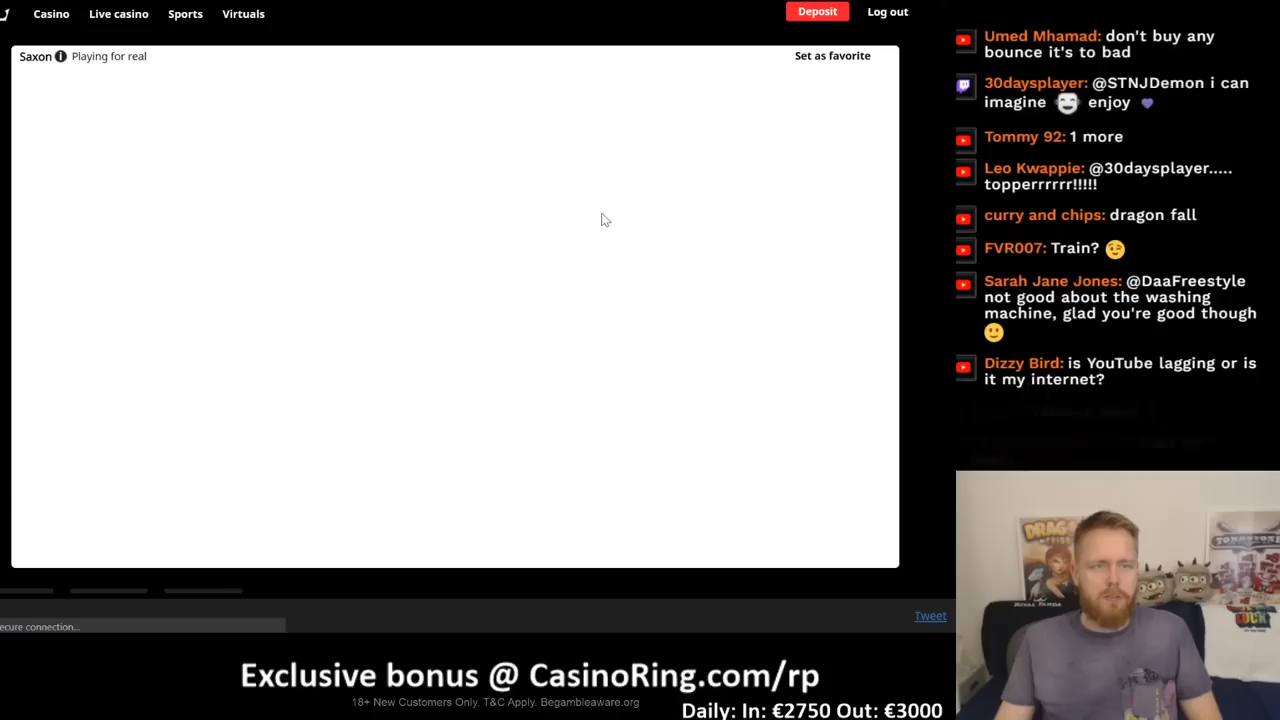 Casino Live casino Sports Virtuals Deposit Log out
Saxon Playing for real Set as favorite
Umed Mhamad: don't buy any
bounce it's to bad
30daysplayer: @STNJDemon i can
imagine enjoy
Tommy 92: 1 more
Leo Kwappie: @30daysplayer.....
topperrrrrr!!!!!
curry and chips: dragon fall
FVR007: Train? 😉
Sarah Jane Jones: @DaaFreestyle
not good about the washing
machine, glad you're good though
🙂
Dizzy Bird: is YouTube lagging or is
it my internet?
Tweet
ecure connection...
Exclusive bonus @ CasinoRing.com/rp
18+ New Customers Only, T&C Apply. Begambleaware.org
Daily: In: €2750 Out: €3000